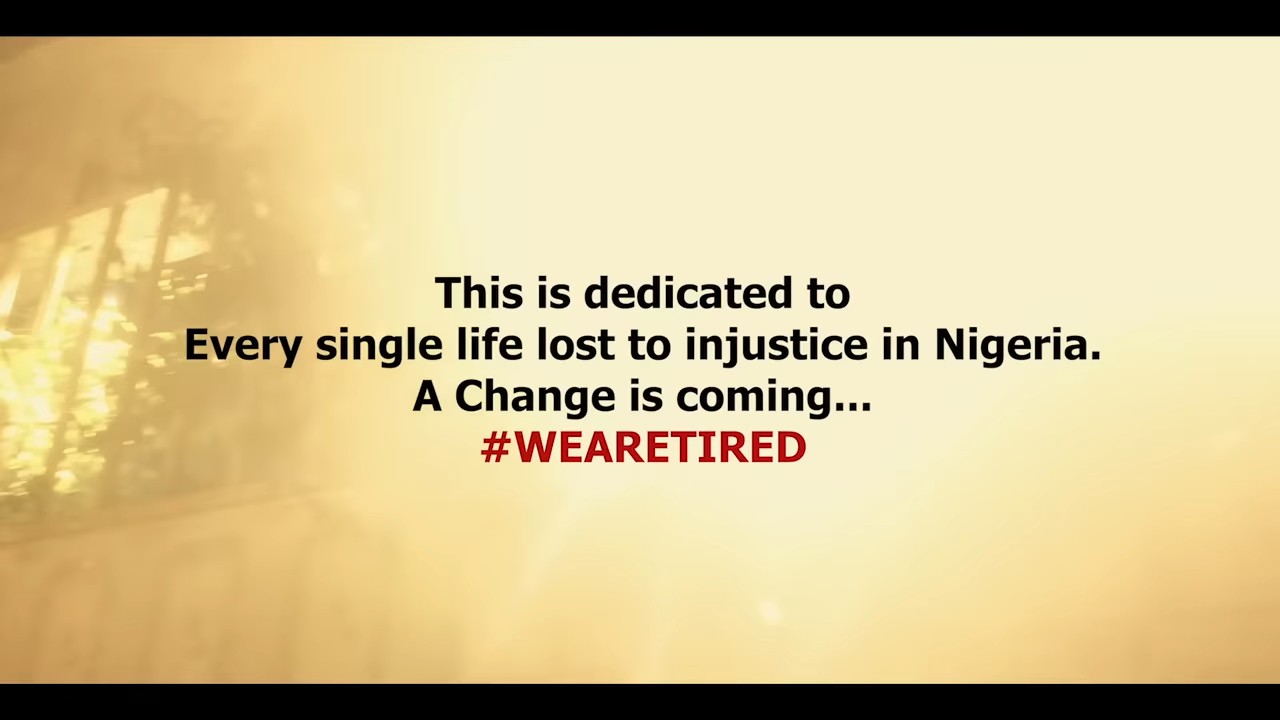 This is dedicated to
Every single life lost to injustice in Nigeria.
A Change is coming...
#WEARETIRED